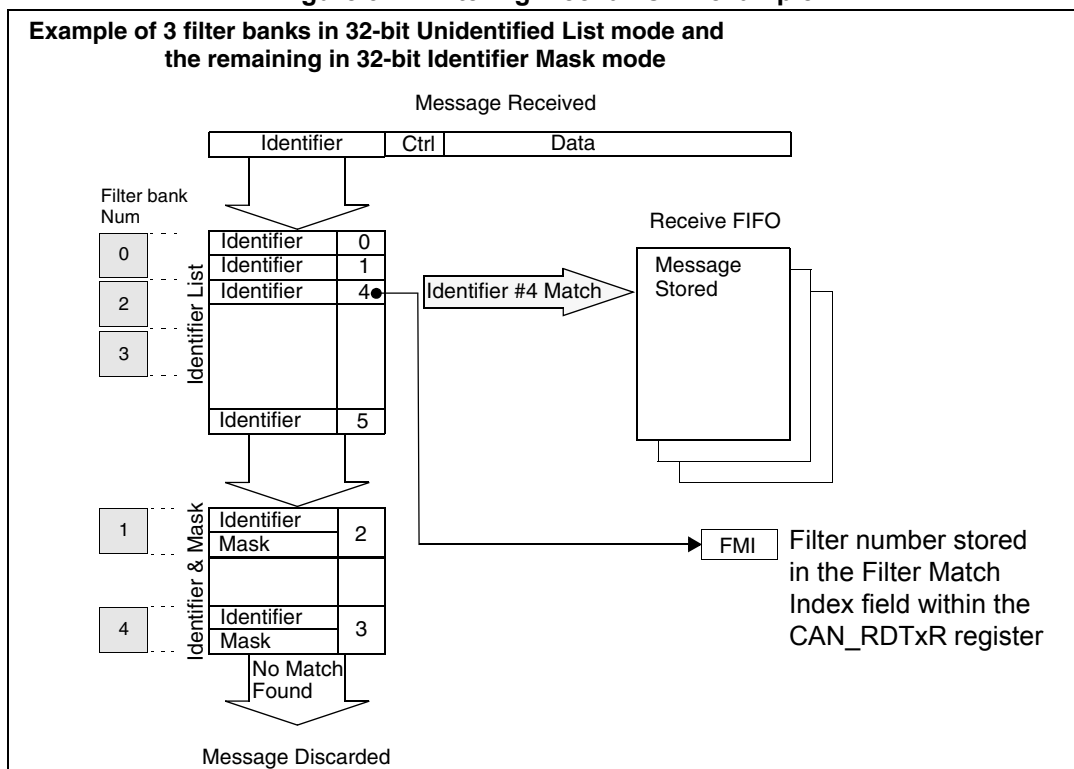 Example of 3 filter banks in 32-bit Unidentified List mode and
the remaining in 32-bit Identifier Mask mode
Message Received
Identifier Ctrl Data
Filter bank
Num
Receive FIFO
0
2
3
Identifier List
Identifier 0
Identifier 1
Identifier 4
Identifier 5
Identifier #4 Match
Message
Stored
1
4
Identifier & Mask
Identifier
Mask
2
Identifier
Mask
3
FMI
Filter number stored
in the Filter Match
Index field within the
CAN_RDTxR register
No Match
Found
Message Discarded